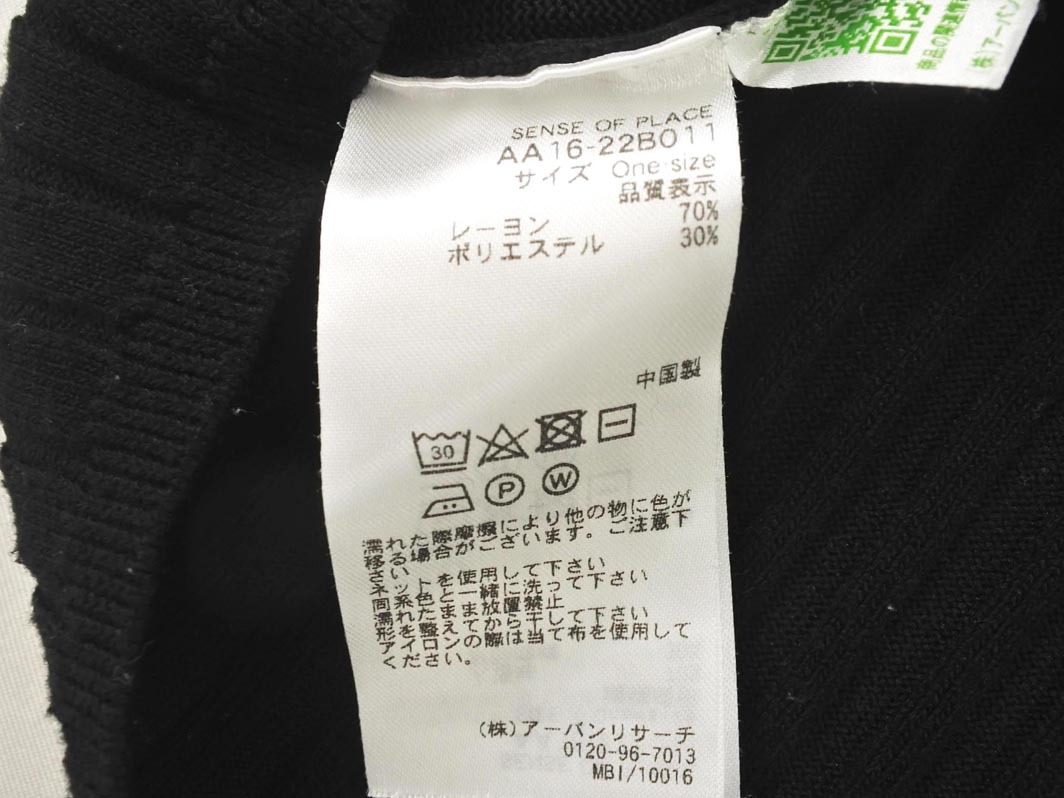 SENSE OF PLACE
AA16-22B011
サイズ One size
品質表示
レーヨン 70%
ポリエステル 30%
中国製
30
P
W
濡れた際摩擦により他の物に色が
移る場合がございます。ご注意下
さい
ネットを使用して下さい
同系色と一緒に洗って下さい
濡れたまま放置禁止
形を整えてから干して下さい
アイロンの際は当て布を使用して
ください。
(株)アーバンリサーチ
0120-96-7013
MBI/10016
(株)アーバン